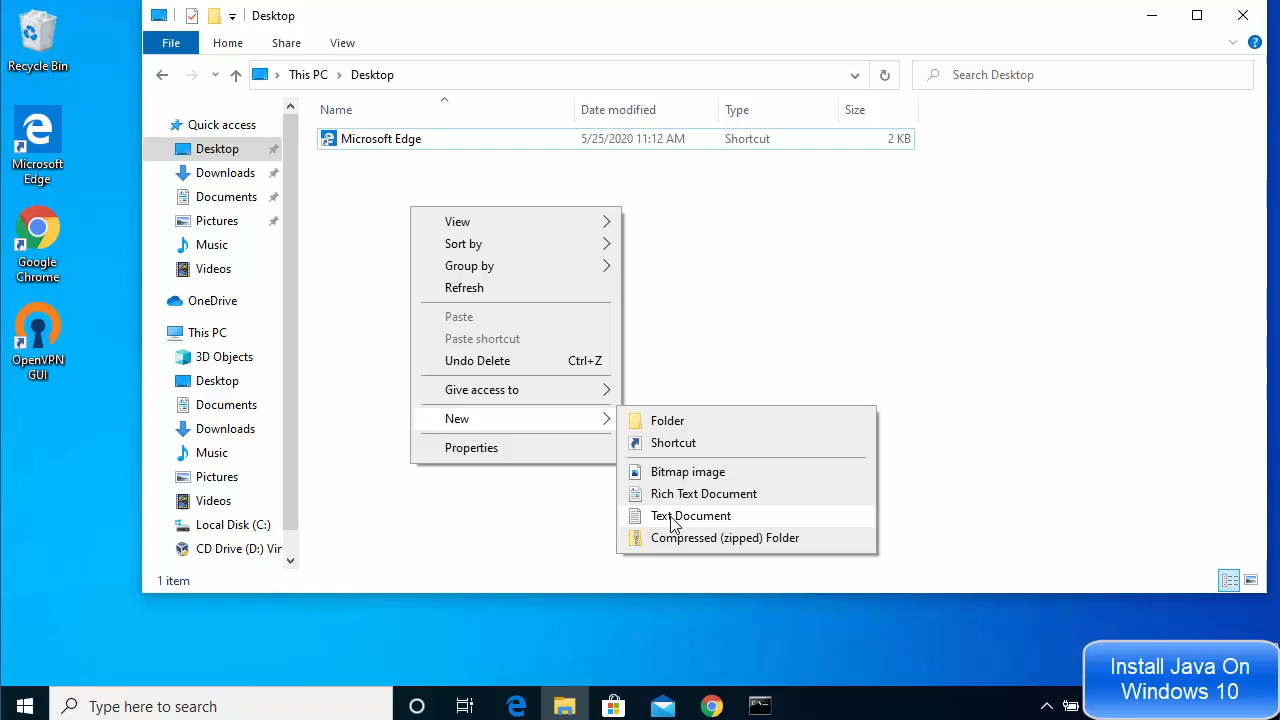 Recycle Bin
Microsoft
Edge
Google
Chrome
OpenVPN
GUI
Desktop
File
Home
Share
View
This PC
Desktop
Search Desktop
Name
Date modified
Type
Size
Microsoft Edge
5/25/2020 11:12 AM
Shortcut
2 KB
Quick access
Desktop
Downloads
Documents
Pictures
Music
Videos
OneDrive
This PC
3D Objects
Desktop
Documents
Downloads
Music
Pictures
Videos
Local Disk (C:)
CD Drive (D:) Vir
View
Sort by
Group by
Refresh
Paste
Paste shortcut
Undo Delete Ctrl+Z
Give access to
New
Properties
Folder
Shortcut
Bitmap image
Rich Text Document
Text Document
Compressed (zipped) Folder
1 item
Install Java On
Windows 10
Type here to search